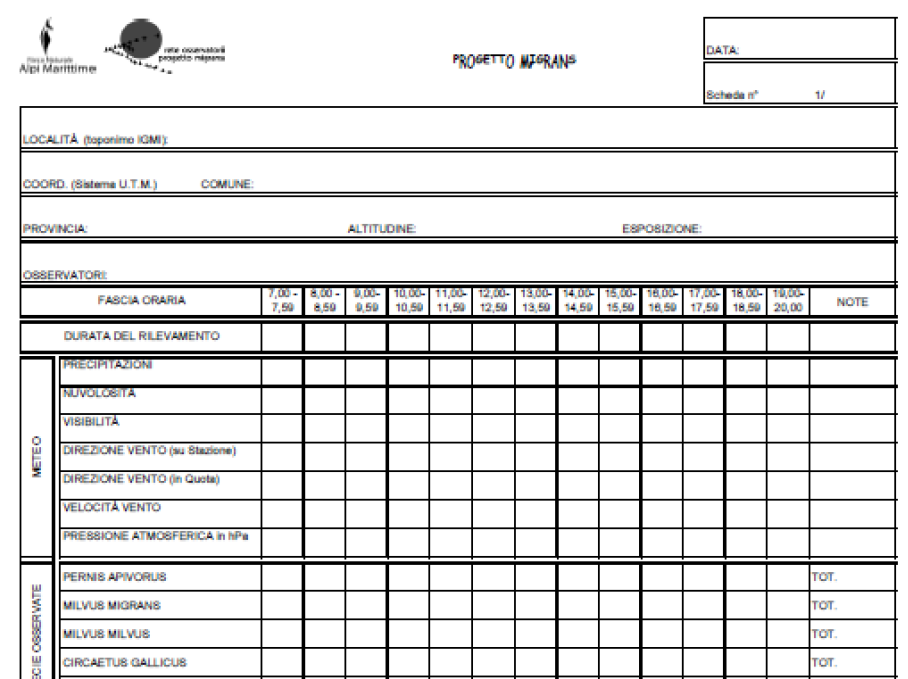 Parco Naturale
Alpi Marittime
rete osservatorii
progetto migrans
PROGETTO MIGRANS
DATA:
Scheda n° 1/
LOCALITÀ (toponimo IGMI):
COORD. (Sistema U.T.M.) COMUNE:
PROVINCIA: ALTITUDINE: ESPOSIZIONE:
OSSERVATORI:
FASCIA ORARIA 7,00 - 7,59 8,00 - 8,59 9,00- 9,59 10,00- 10,59 11,00- 11,59 12,00- 12,59 13,00- 13,59 14,00- 14,59 15,00- 15,59 16,00- 16,59 17,00- 17,59 18,00- 18,59 19,00- 20,00 NOTE
DURATA DEL RILEVAMENTO
METEO
PRECIPITAZIONI
NUVOLOSITÀ
VISIBILITÀ
DIREZIONE VENTO (su Stazione)
DIREZIONE VENTO (in Quota)
VELOCITÀ VENTO
PRESSIONE ATMOSFERICA in hPa
ECIE OSSERVATE
PERNIS APIVORUS TOT.
MILVUS MIGRANS TOT.
MILVUS MILVUS TOT.
CIRCAETUS GALLICUS TOT.